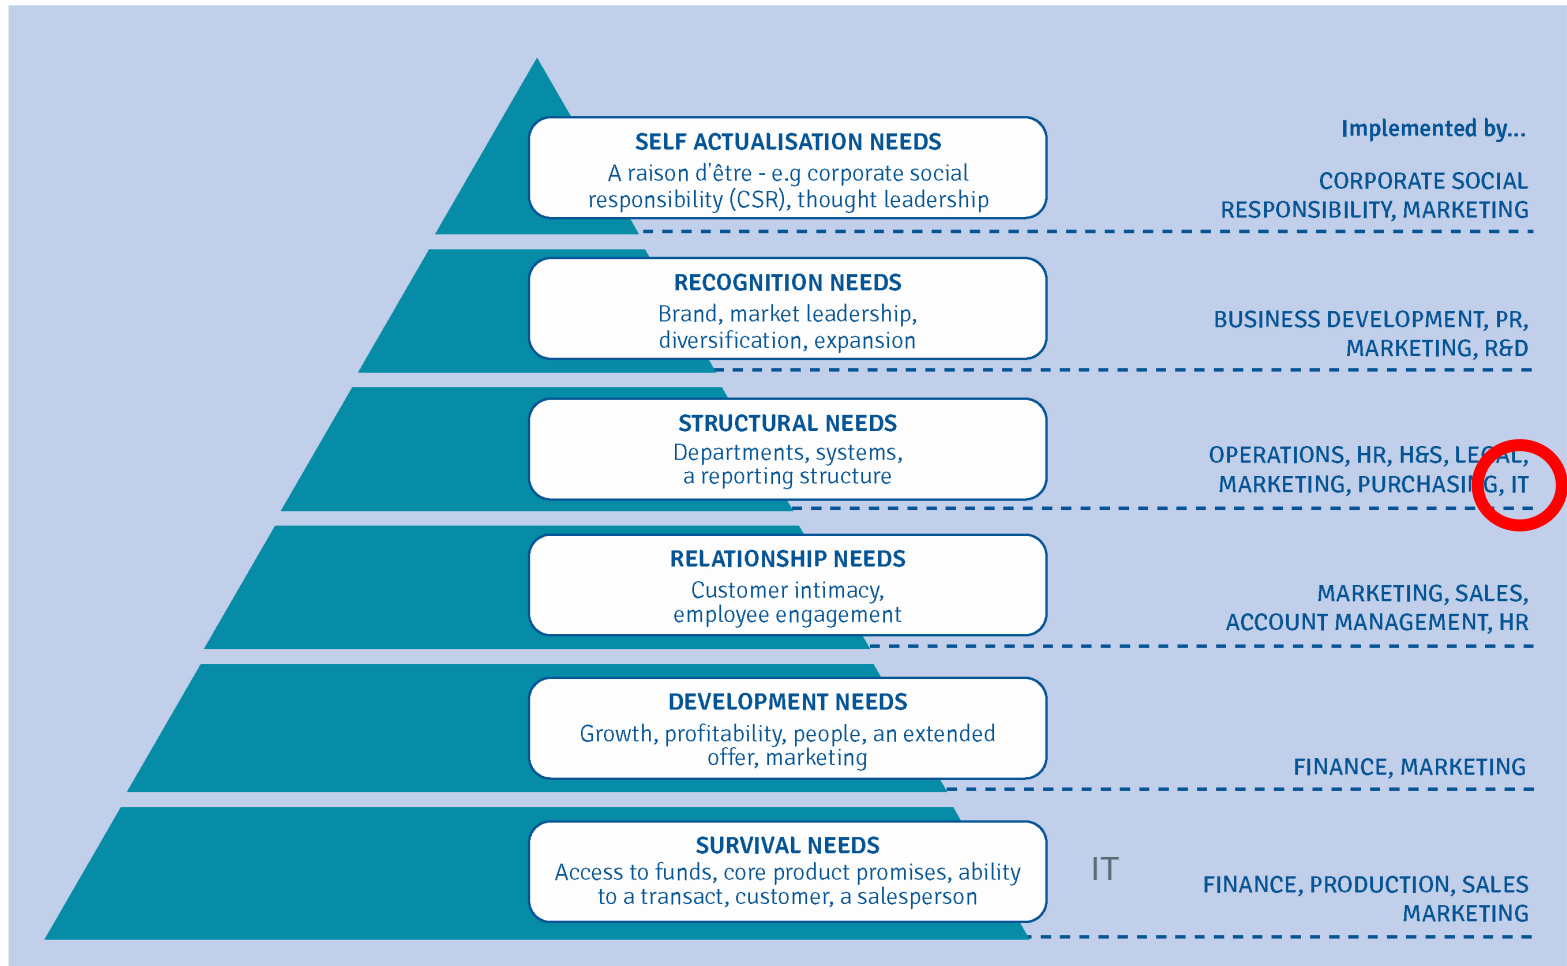 Implemented by...
SELF ACTUALISATION NEEDS
A raison d'être - e.g corporate social
responsibility (CSR), thought leadership
CORPORATE SOCIAL
RESPONSIBILITY, MARKETING
RECOGNITION NEEDS
Brand, market leadership,
diversification, expansion
BUSINESS DEVELOPMENT, PR,
MARKETING, R&D
STRUCTURAL NEEDS
Departments, systems,
a reporting structure
OPERATIONS, HR, H&S, LEGAL,
MARKETING, PURCHASING, IT
RELATIONSHIP NEEDS
Customer intimacy,
employee engagement
MARKETING, SALES,
ACCOUNT MANAGEMENT, HR
DEVELOPMENT NEEDS
Growth, profitability, people, an extended
offer, marketing
FINANCE, MARKETING
SURVIVAL NEEDS
Access to funds, core product promises, ability
to a transact, customer, a salesperson
IT
FINANCE, PRODUCTION, SALES
MARKETING